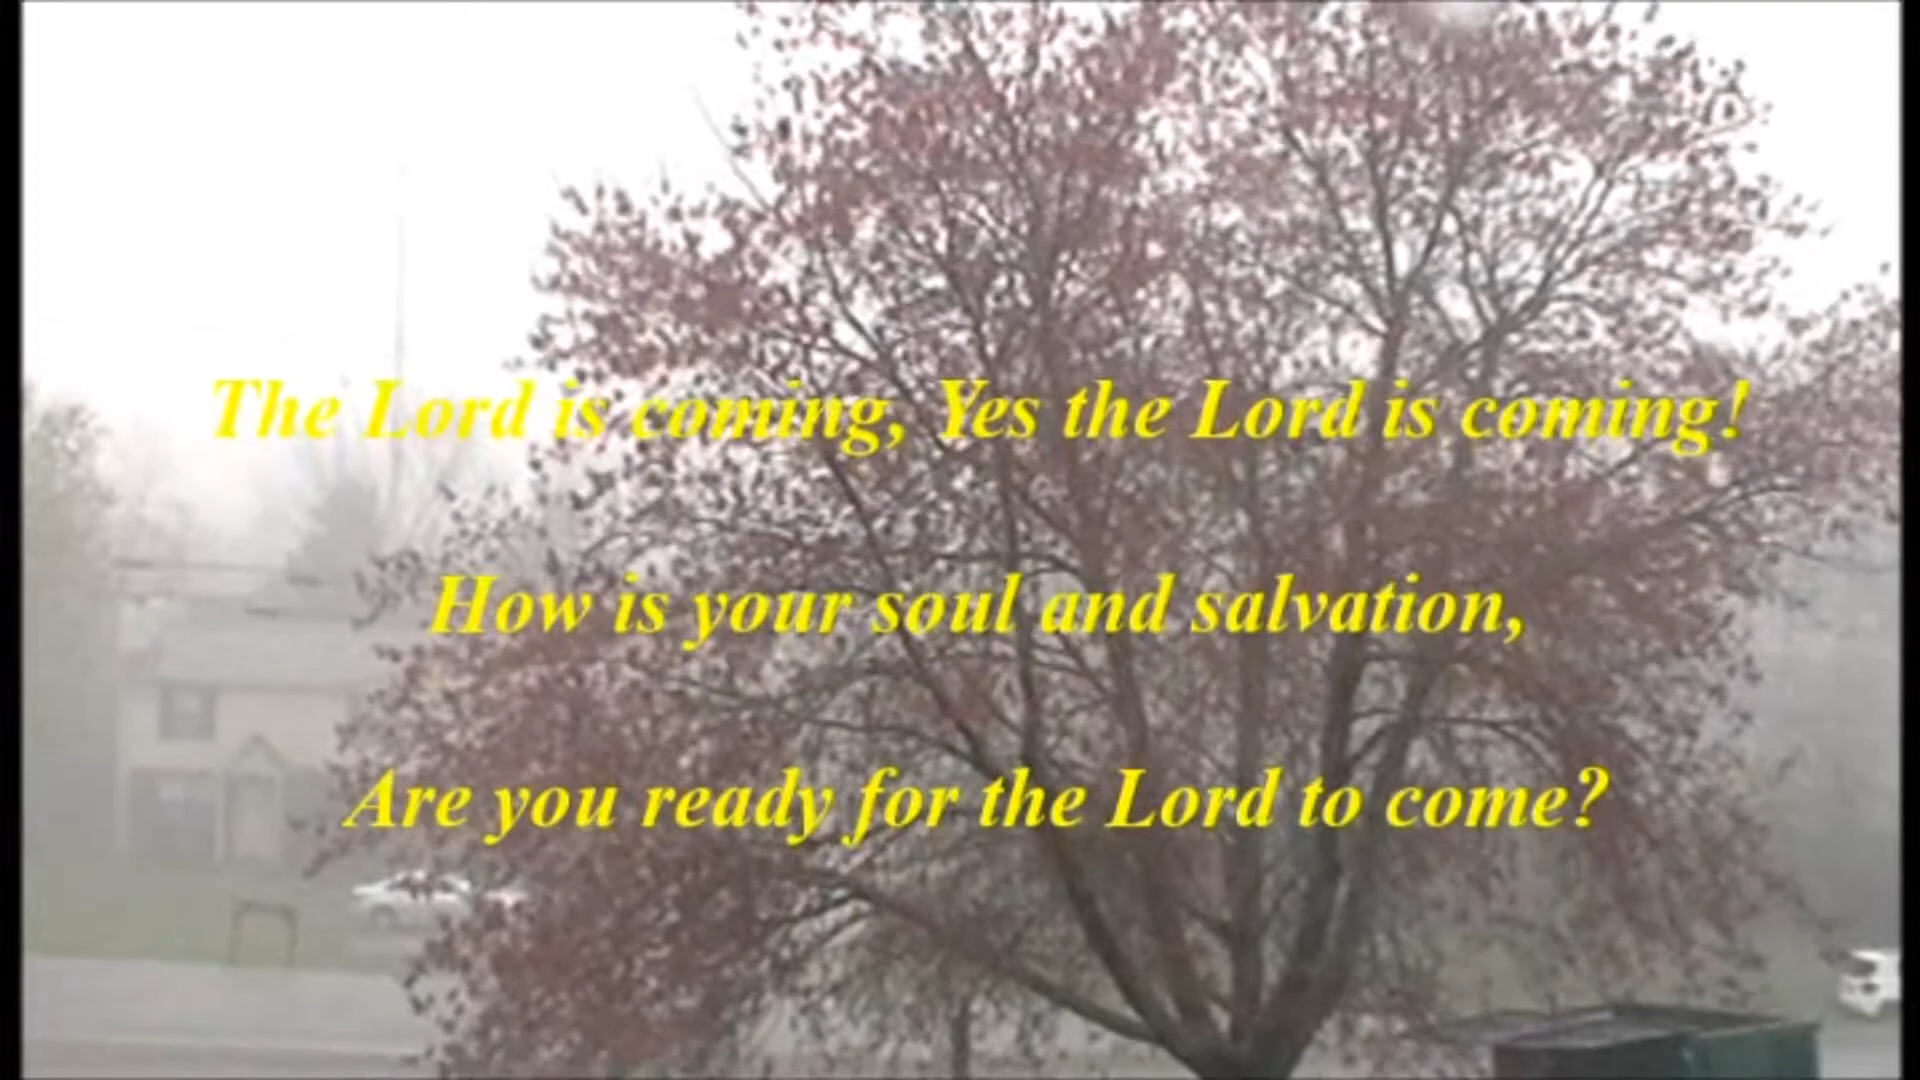 The Lord is coming, Yes the Lord is coming!
How is your soul and salvation,
Are you ready for the Lord to come?